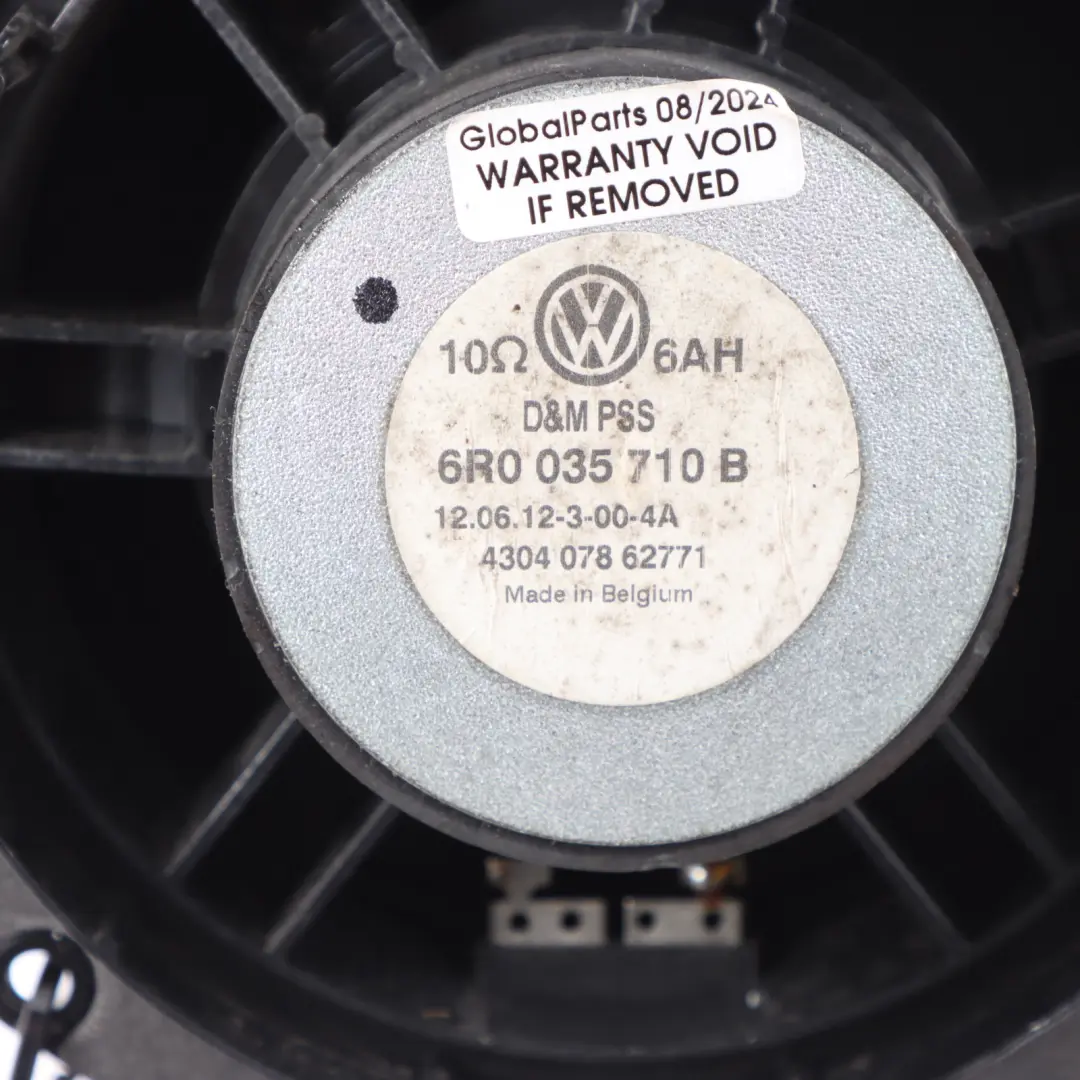 GlobalParts 08/2024
WARRANTY VOID
IF REMOVED
10Ω VW 6AH
D&M PSS
6R0 035 710 B
12.06.12-3-00-4A
4304 078 62771
Made in Belgium